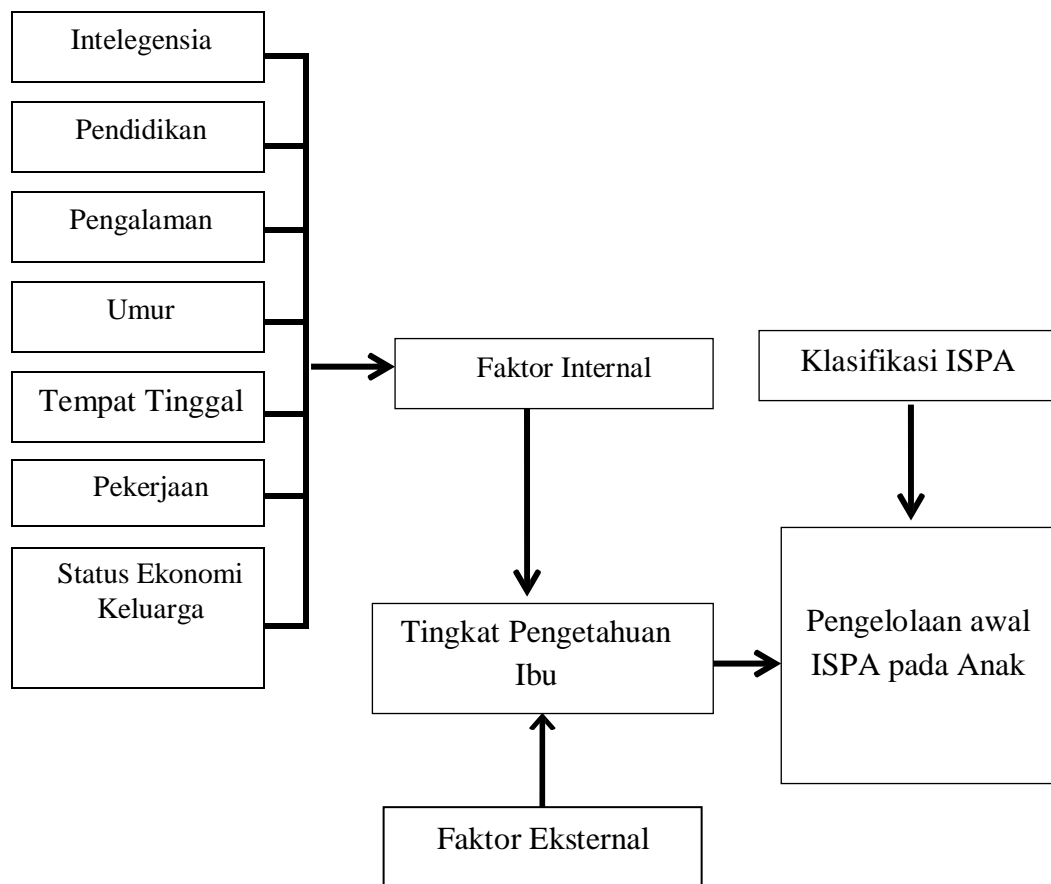 Intelegensia
Pendidikan
Pengalaman
Umur
Tempat Tinggal
Pekerjaan
Status Ekonomi
Keluarga
Faktor Internal
Klasifikasi ISPA
Tingkat Pengetahuan
Ibu
Pengelolaan awal
ISPA pada Anak
Faktor Eksternal